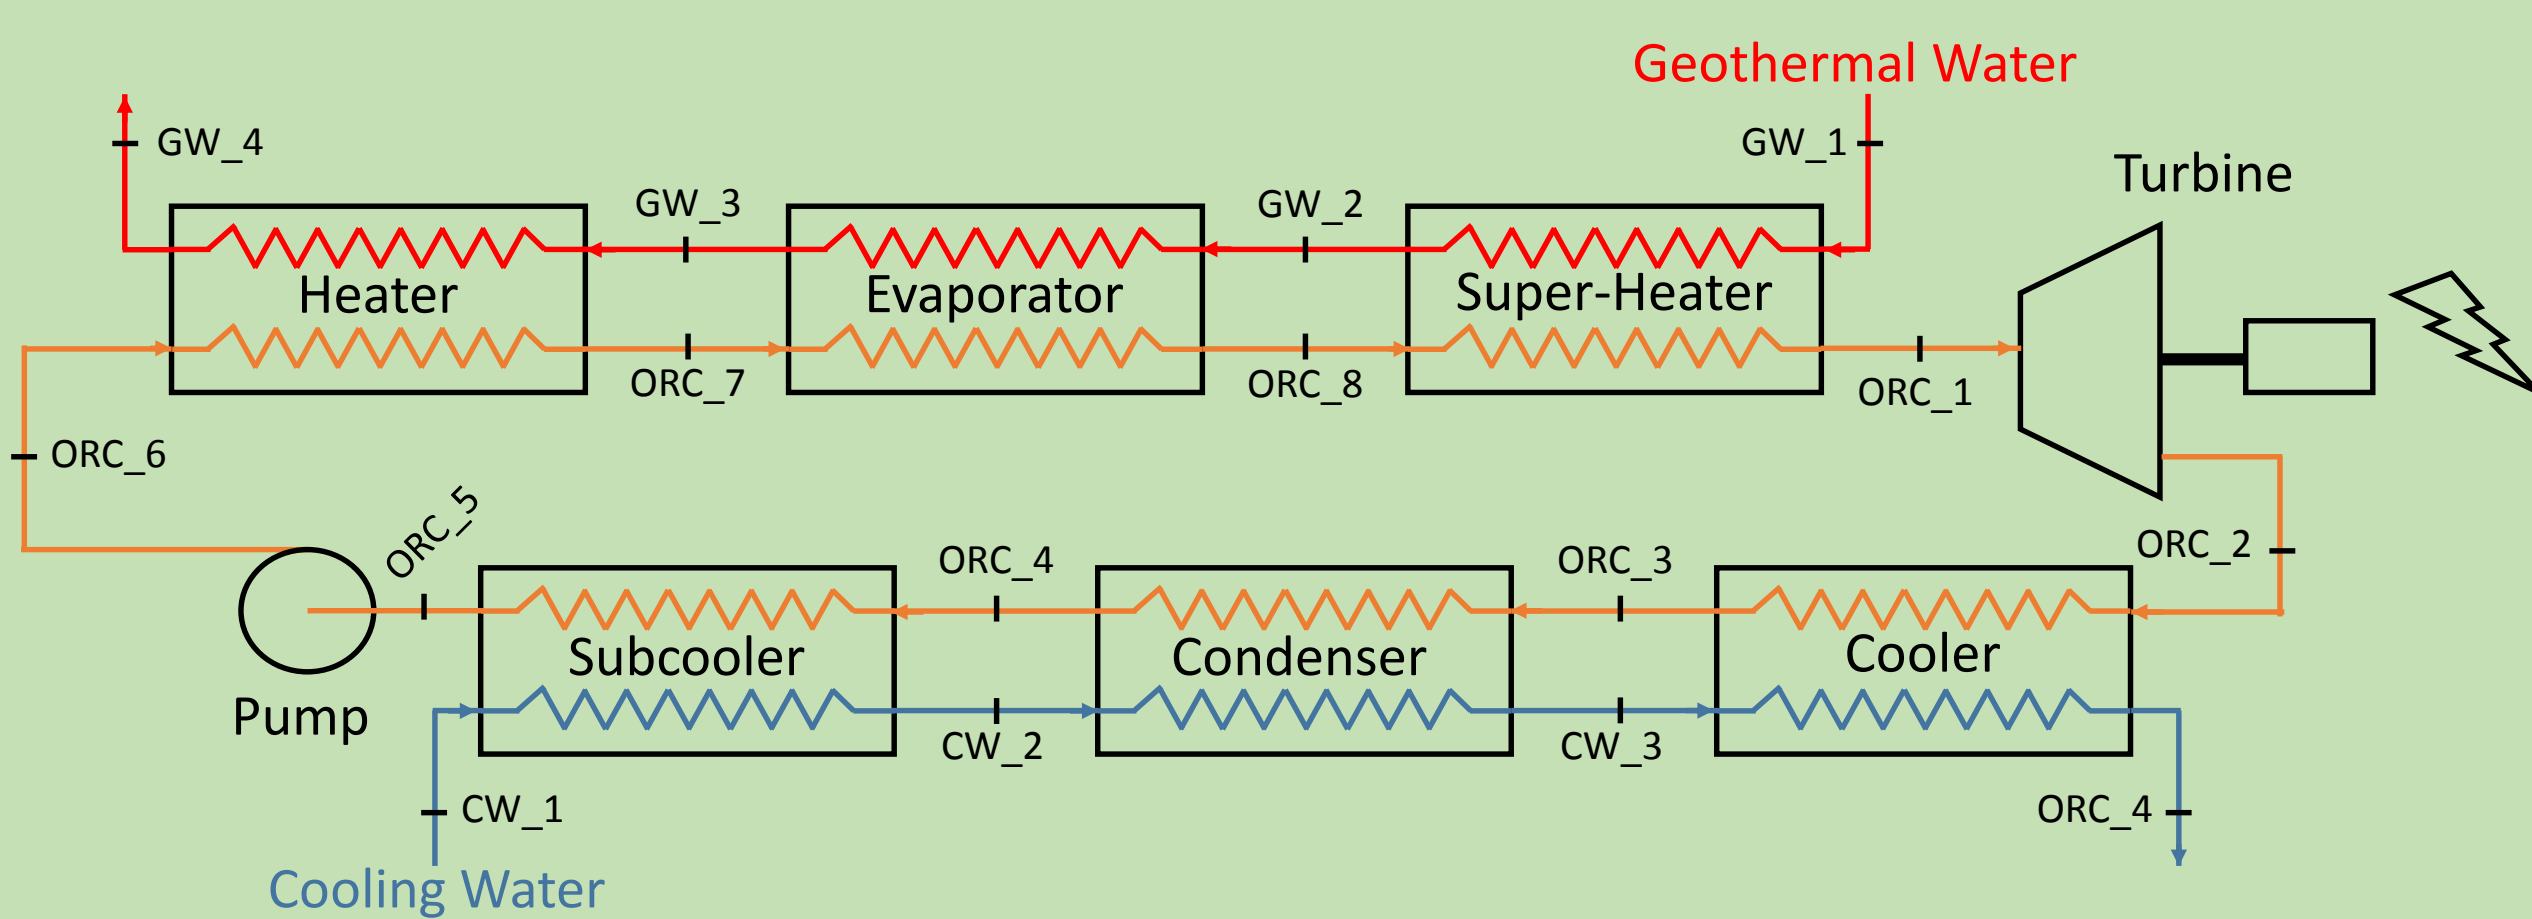 Geothermal Water
GW_4
GW_1
Turbine
GW_3
GW_2
Heater
Evaporator
Super-Heater
ORC_7
ORC_8
ORC_1
ORC_6
ORC_5
ORC_4
ORC_3
ORC_2
Subcooler
Condenser
Cooler
Pump
CW_2
CW_3
CW_1
ORC_4
Cooling Water